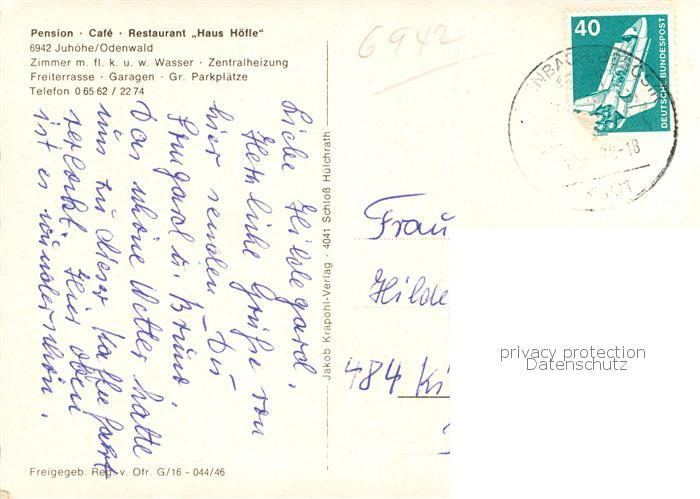 Pension · Café · Restaurant „Haus Höfle"
6942 Juhöhe/Odenwald
Zimmer m. fl. k. u. w. Wasser · Zentralheizung
Freiterrasse · Garagen · Gr. Parkplätze
Telefon 0 65 62 / 22 74
6942
40
DEUTSCHE BUNDESPOST
-18
Liebe Hildegard,
Herzliche Grüße von
hier senden Dir
Irmgard u. Bruno.
Das schöne Wetter hatte
uns zu dieser Kaffeefahrt
verlockt. Hier oben
ist es wunderschön.
Jakob Krapohl-Verlag · 4041 Schloß Hülchrath
Frau
Hilde
484
privacy protection
Datenschutz
Freigegeb. Reg. v. Ofr. G/16 - 044/46